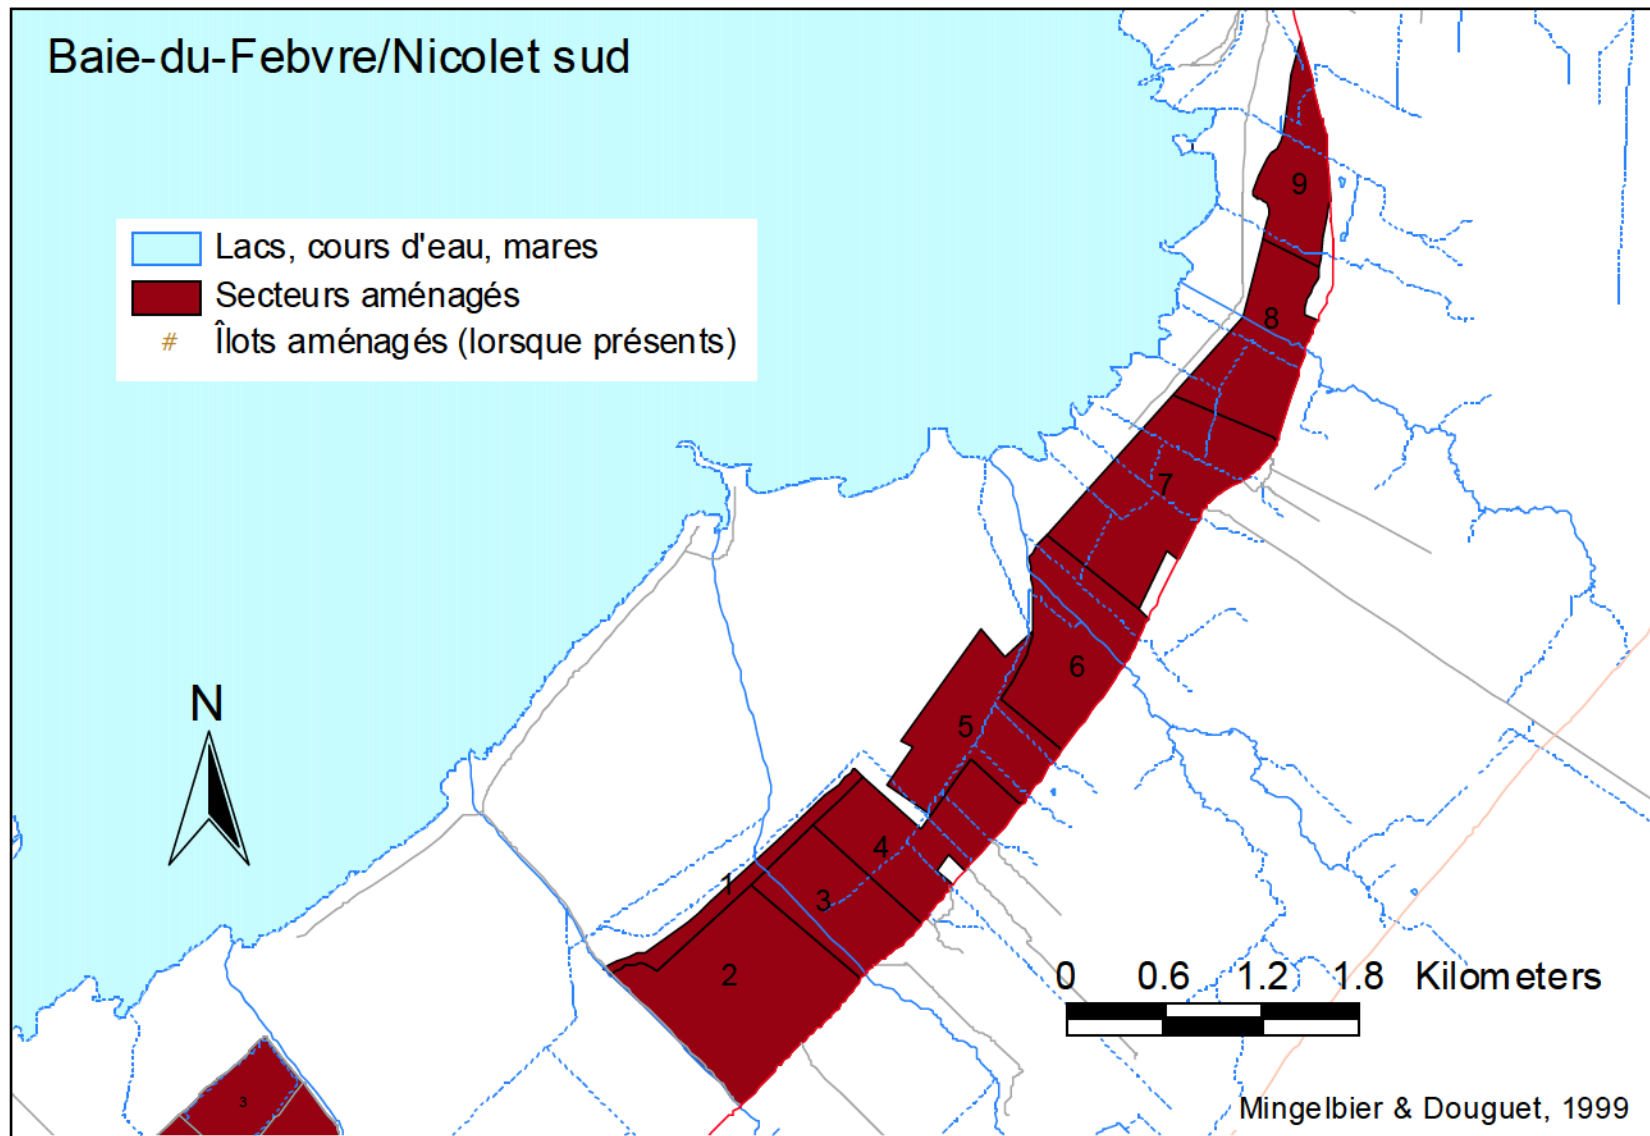 Baie-du-Febvre/Nicolet sud
Lacs, cours d'eau, mares
Secteurs aménagés
# Îlots aménagés (lorsque présents)
9
8
7
6
5
4
1
3
2
N
0 0.6 1.2 1.8 Kilometers
3
Mingelbier & Douguet, 1999